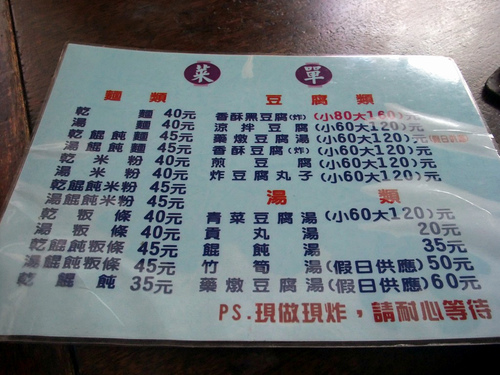 菜 單
麵 類
乾 麵 40元
湯 麵 40元
乾餛飩麵 45元
湯餛飩麵 45元
乾 米 粉 40元
湯 米 粉 40元
乾餛飩米粉 45元
湯餛飩米粉 45元
乾 粄 條 40元
湯 粄 條 40元
乾餛飩粄條 45元
湯餛飩粄條 45元
乾 餛 飩 35元
豆 腐 類
香酥黑豆腐(炸) (小80大160)元
涼 拌 豆 腐 (小60大120)元
藥燉豆腐湯(小60大120)元
香酥豆腐(炸) (小60大120)元
煎 豆 腐 (小60大120)元
炸豆腐丸子 (小60大120)元
湯 類
青菜豆腐湯(小60大120)元
貢 丸 湯 20元
餛 飩 湯 35元
竹 筍 湯(假日供應)50元
藥燉豆腐湯(假日供應)60元
PS.現做現炸，請耐心等待